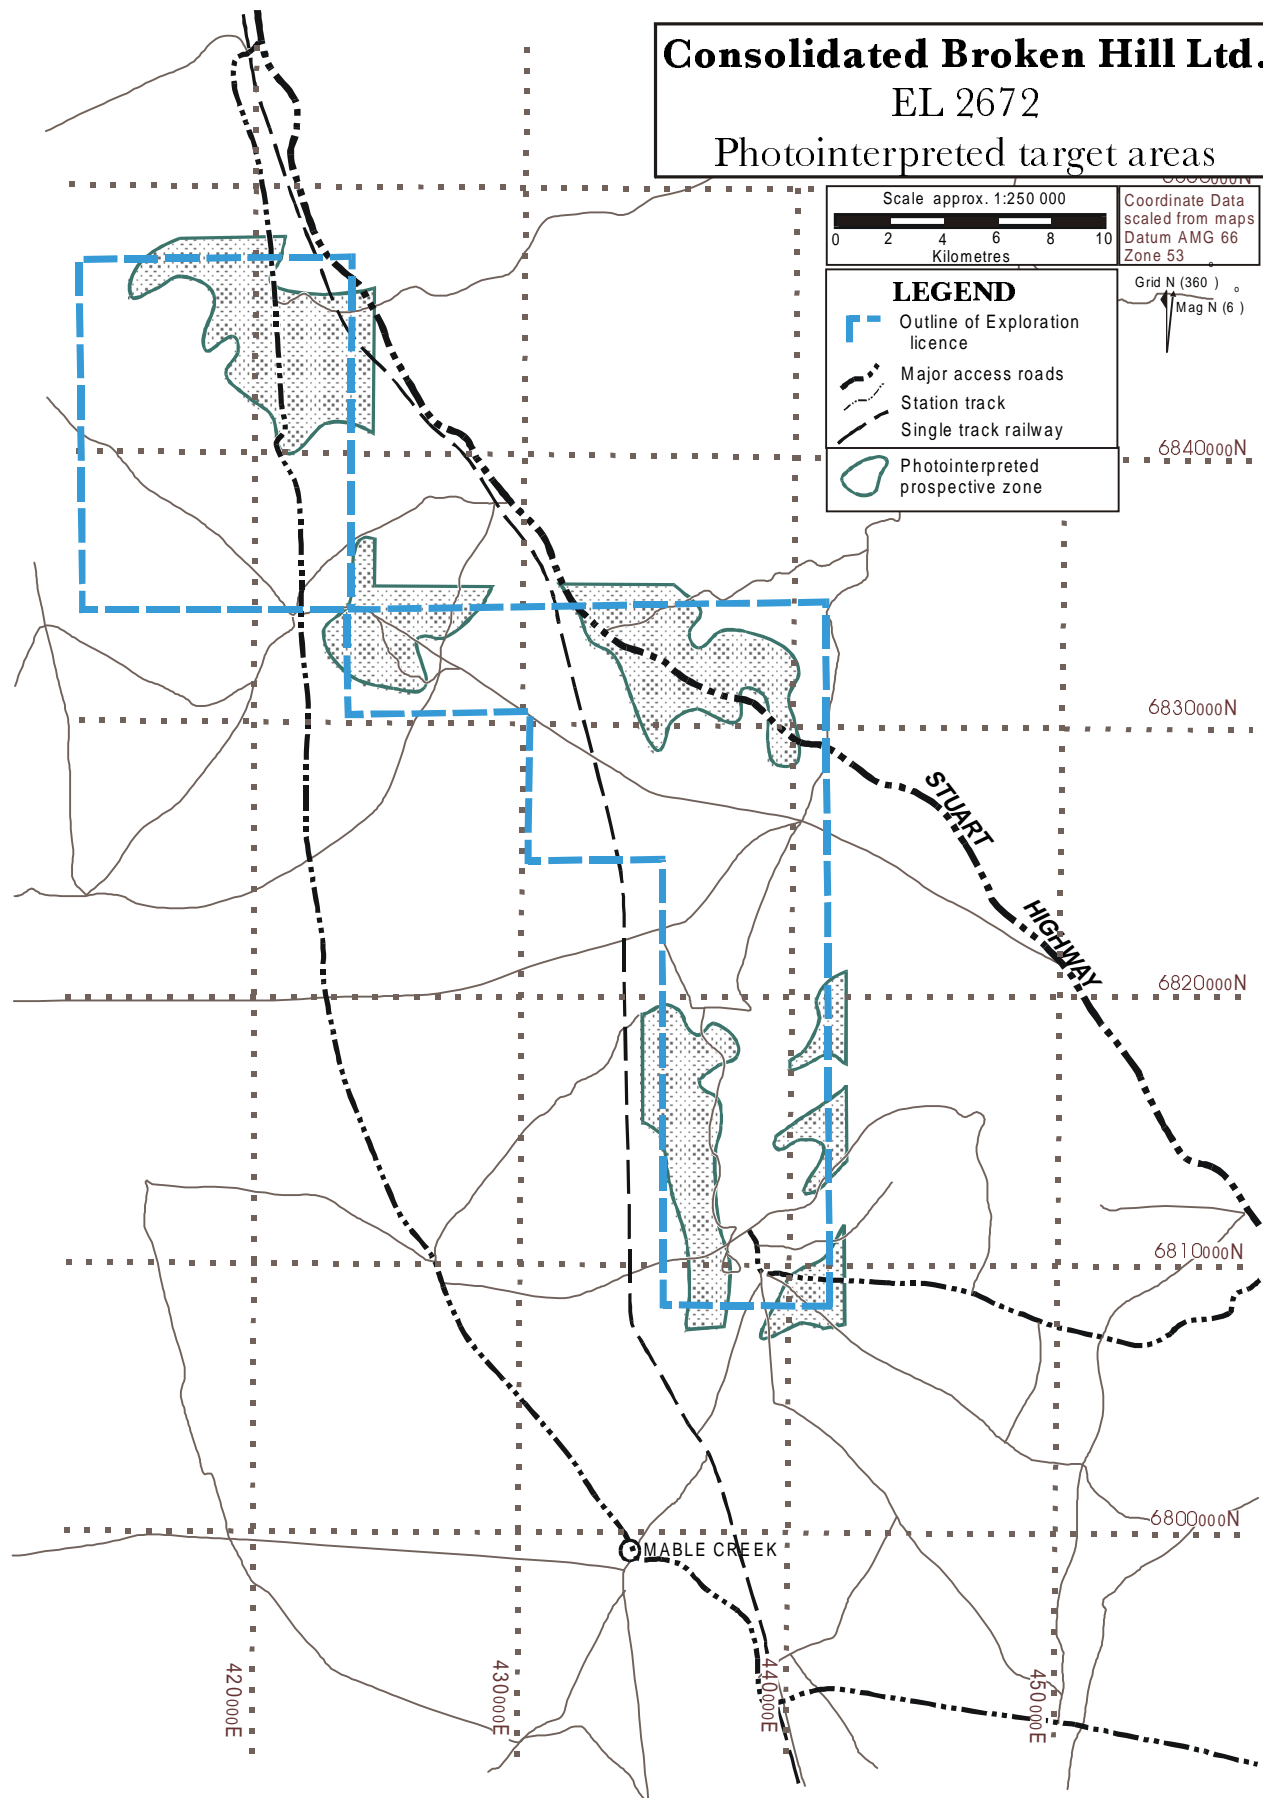 Consolidated Broken Hill Ltd.
EL 2672
Photointerpreted target areas
Scale approx. 1:250 000
0 2 4 6 8 10
Kilometres
Coordinate Data
scaled from maps
Datum AMG 66
Zone 53
Grid N (360 °)
Mag N (6 °)
LEGEND
Outline of Exploration
licence
Major access roads
Station track
Single track railway
Photointerpreted
prospective zone
6840000N
6830000N
STUART
HIGHWAY
6820000N
6810000N
6800000N
MABLE CREEK
420000E
430000E
440000E
450000E